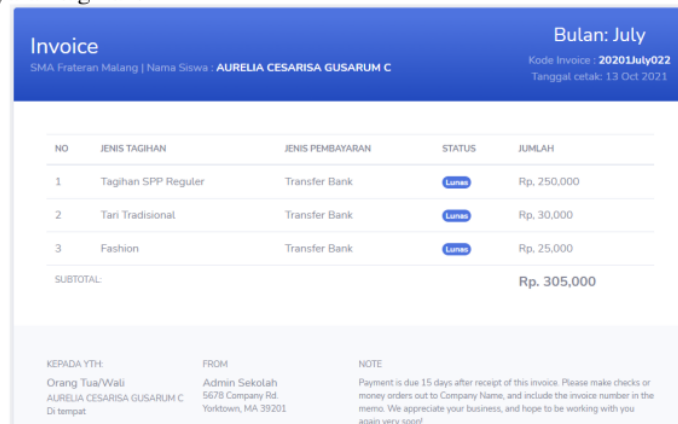 Invoice
SMA Frateran Malang | Nama Siswa : AURELIA CESARISA GUSARUM C
Bulan: July
Kode Invoice : 20201July022
Tanggal cetak: 13 Oct 2021
NO JENIS TAGIHAN JENIS PEMBAYARAN STATUS JUMLAH
1 Tagihan SPP Reguler Transfer Bank Lunas Rp, 250,000
2 Tari Tradisional Transfer Bank Lunas Rp, 30,000
3 Fashion Transfer Bank Lunas Rp, 25,000
SUBTOTAL: Rp. 305,000
KEPADA YTH:
Orang Tua/Wali
AURELIA CESARISA GUSARUM C
Di tempat
FROM
Admin Sekolah
5678 Company Rd.
Yorktown, MA 39201
NOTE
Payment is due 15 days after receipt of this invoice. Please make checks or
money orders out to Company Name, and include the invoice number in the
memo. We appreciate your business, and hope to be working with you
again very soon!